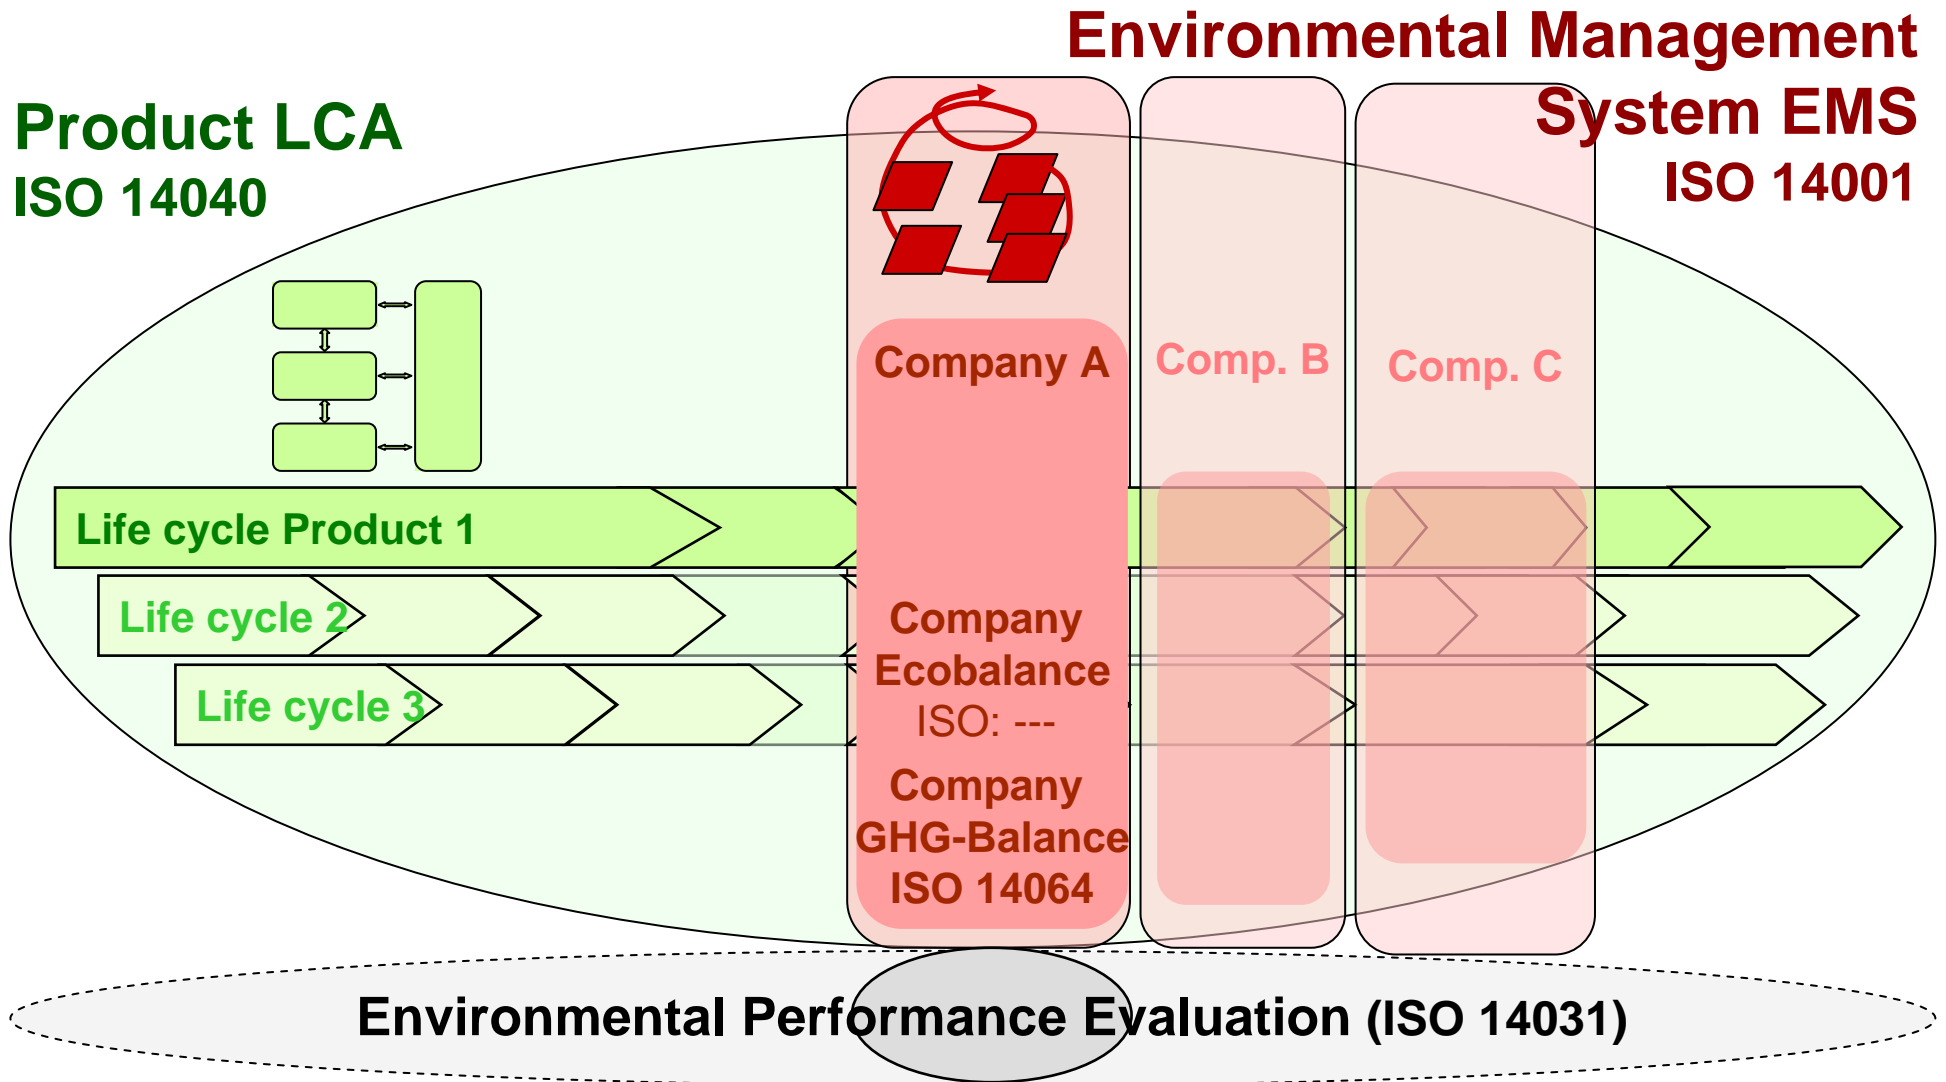 Environmental Management
System EMS
ISO 14001
Product LCA
ISO 14040
Company A
Comp. B
Comp. C
Life cycle Product 1
Life cycle 2
Life cycle 3
Company
Ecobalance
ISO: ---
Company
GHG-Balance
ISO 14064
Environmental Performance Evaluation (ISO 14031)